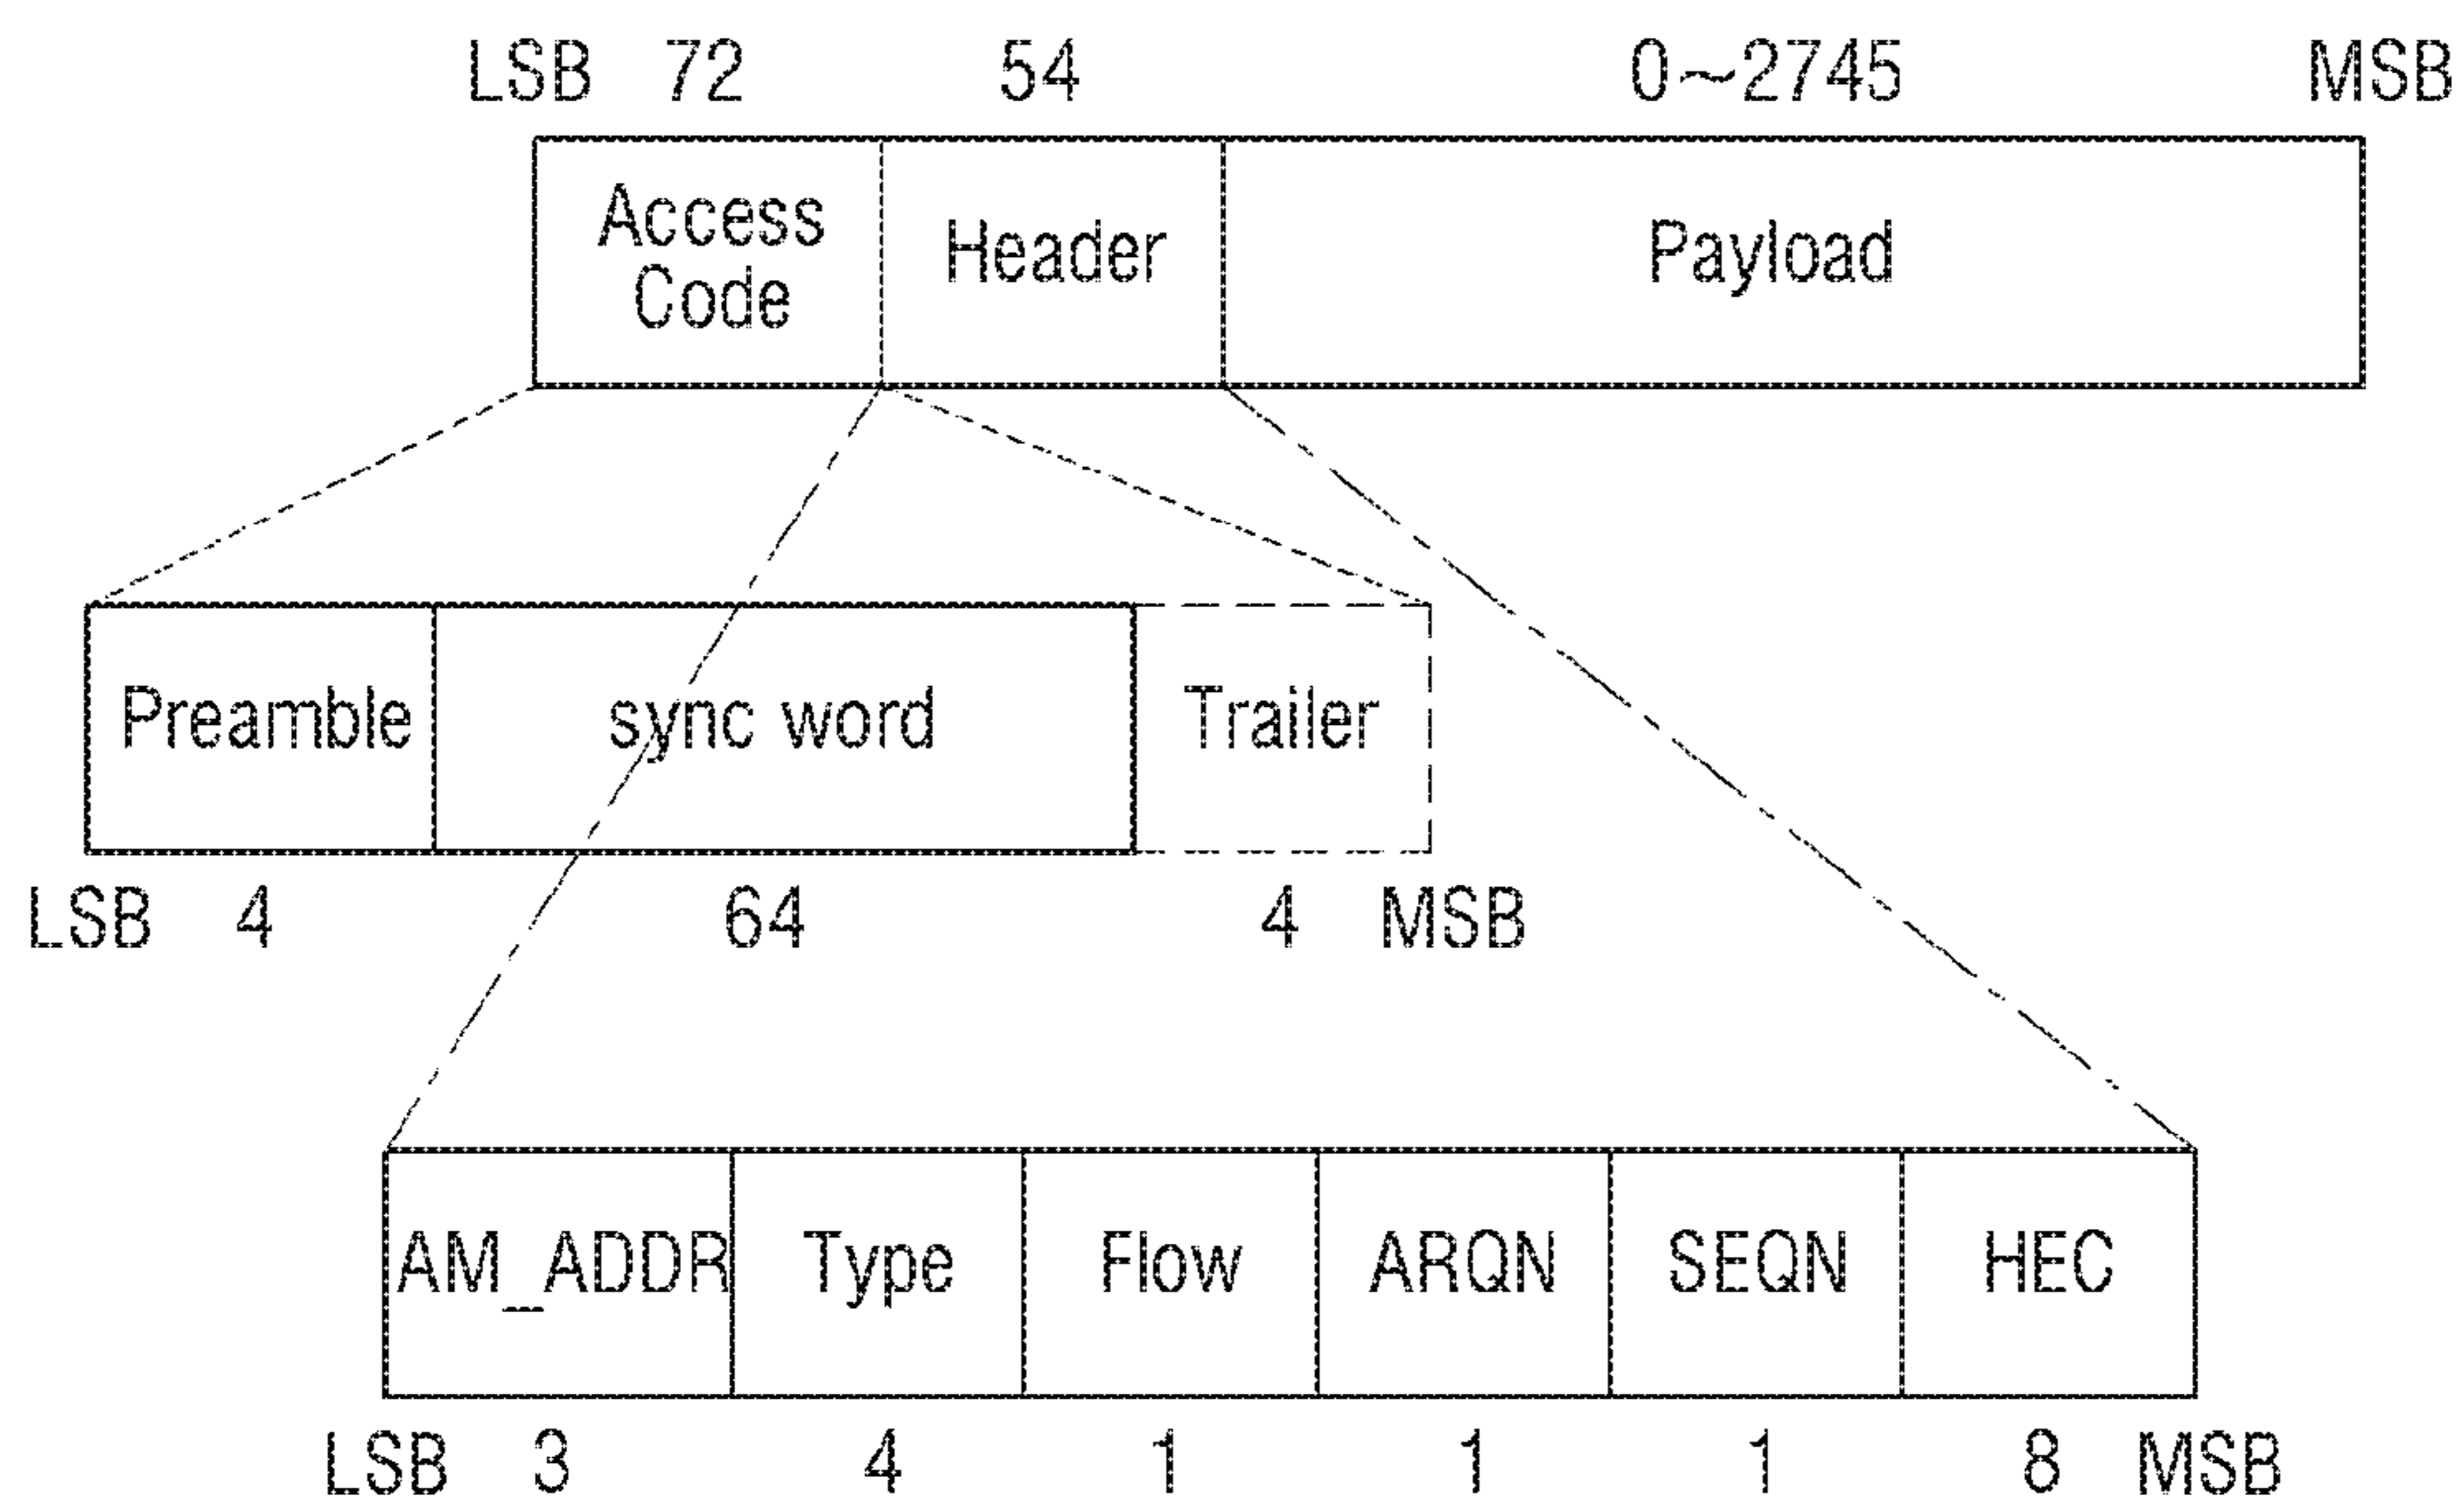 LSB 72 54 0~2745 MSB
Access Code Header Payload
Preamble sync word Trailer
LSB 4 64 4 MSB
AM_ADDR Type Flow ARQN SEQN HEC
LSB 3 4 1 1 1 8 MSB